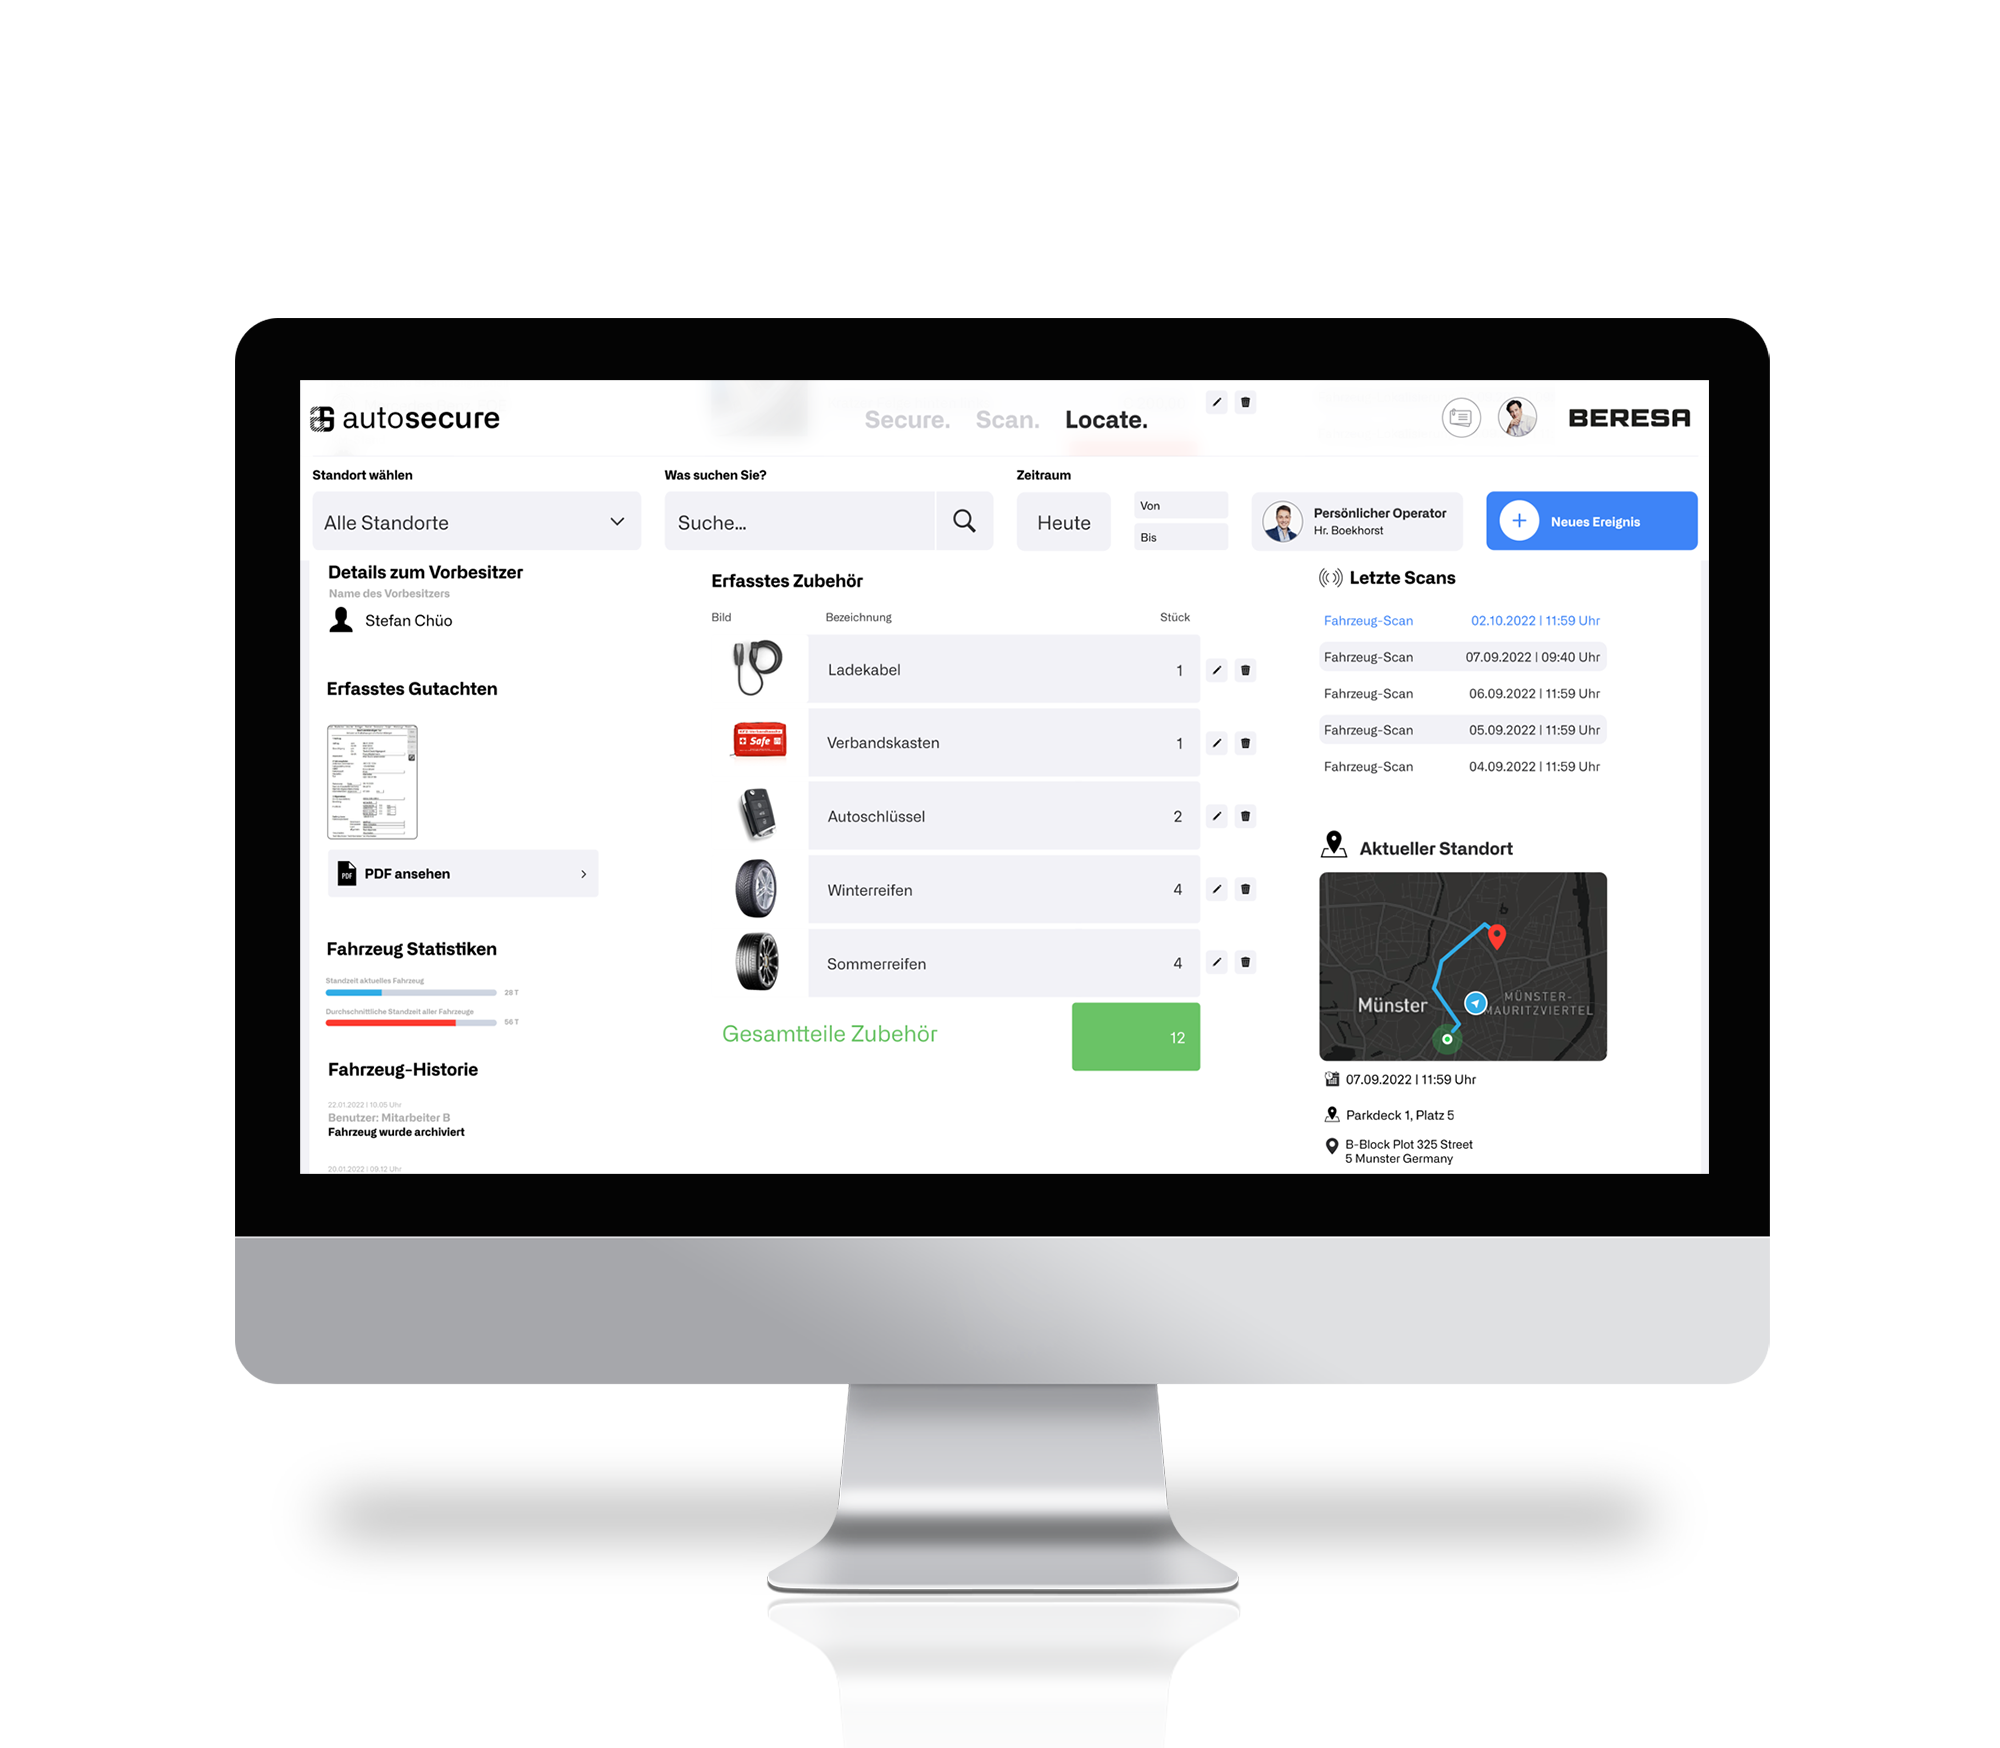 autosecure
Secure. Scan. Locate.
BERESA
Standort wählen
Was suchen Sie?
Zeitraum
Alle Standorte
Suche...
Heute
Von
Bis
Persönlicher Operator
Hr. Boekhorst
Neues Ereignis
Details zum Vorbesitzer
Name des Vorbesitzers
Stefan Chüo
Erfasstes Gutachten
PDF
PDF ansehen
Fahrzeug Statistiken
Standzeit aktuelles Fahrzeug
28 T
Durchschnittliche Standzeit aller Fahrzeuge
56 T
Fahrzeug-Historie
22.01.2022 | 10.05 Uhr
Benutzer: Mitarbeiter B
Fahrzeug wurde archiviert
20.01.2022 | 09.12 Uhr
Erfasstes Zubehör
Bild Bezeichnung Stück
Ladekabel 1
Safe
Verbandskasten 1
Autoschlüssel 2
Winterreifen 4
Sommerreifen 4
Gesamtteile Zubehör 12
Letzte Scans
Fahrzeug-Scan 02.10.2022 | 11:59 Uhr
Fahrzeug-Scan 07.09.2022 | 09:40 Uhr
Fahrzeug-Scan 06.09.2022 | 11:59 Uhr
Fahrzeug-Scan 05.09.2022 | 11:59 Uhr
Fahrzeug-Scan 04.09.2022 | 11:59 Uhr
Aktueller Standort
b
Münster
MÜNSTER-
MAURITZVIERTEL
07.09.2022 | 11:59 Uhr
Parkdeck 1, Platz 5
B-Block Plot 325 Street
5 Munster Germany